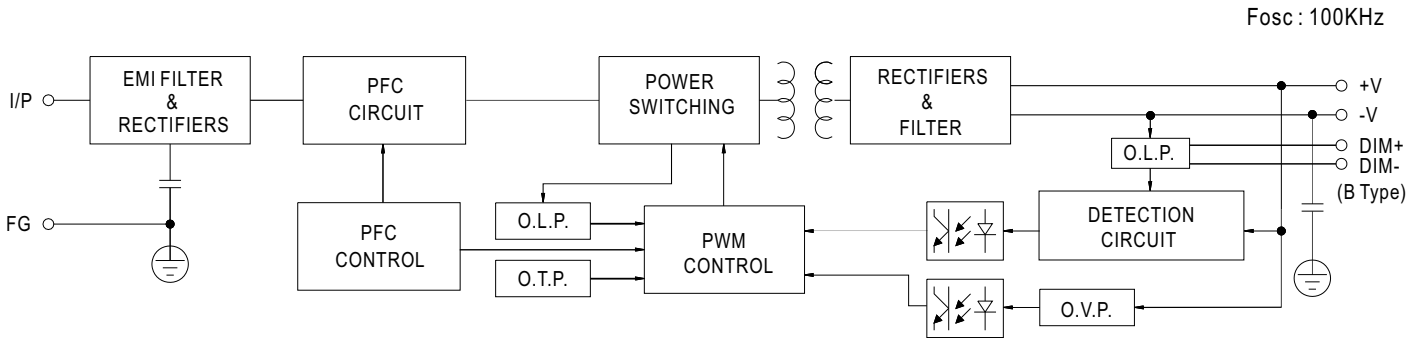 Fosc : 100KHz
I/P
EMI FILTER
&
RECTIFIERS
PFC
CIRCUIT
POWER
SWITCHING
RECTIFIERS
&
FILTER
+V
-V
DIM+
DIM-
(B Type)
O.L.P.
FG
PFC
CONTROL
O.L.P.
O.T.P.
PWM
CONTROL
DETECTION
CIRCUIT
O.V.P.